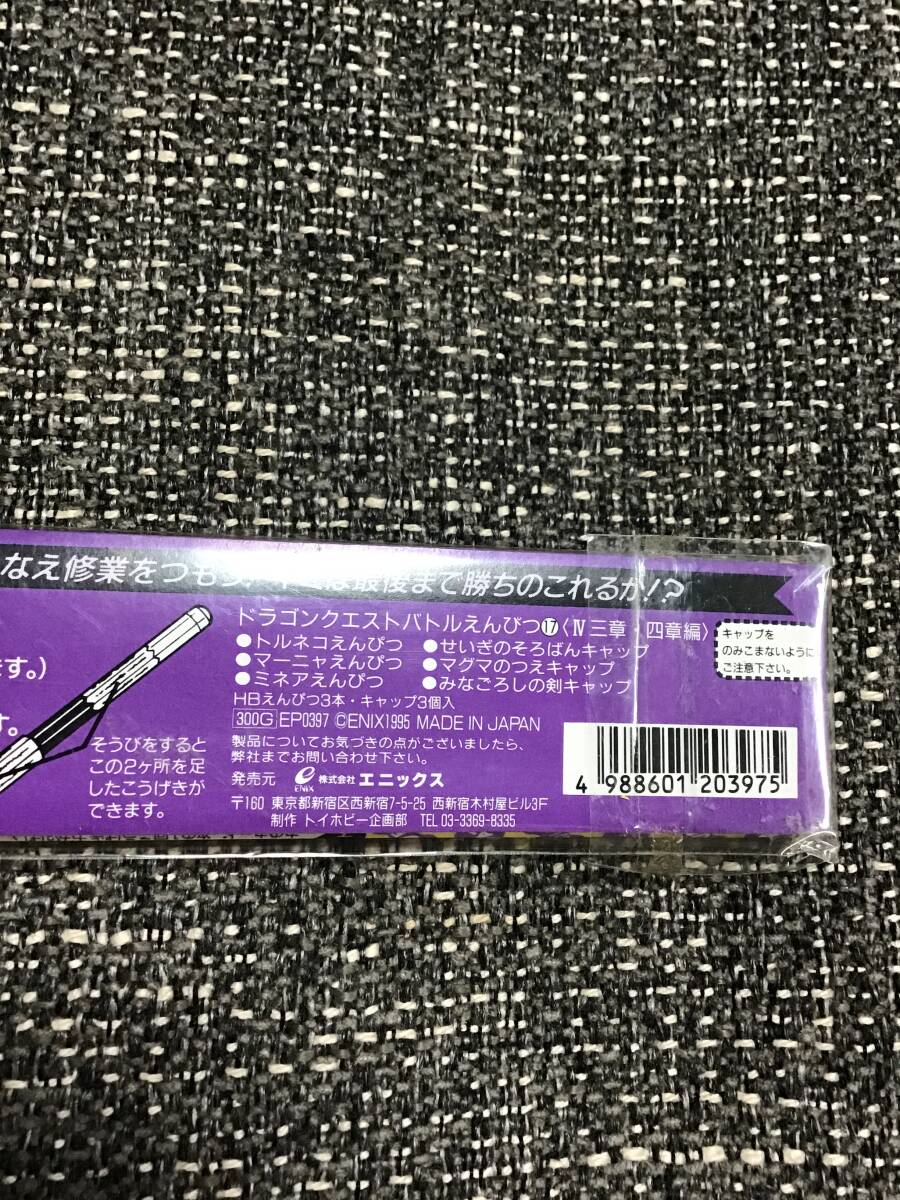 なえ修業をつもう。キミは最後まで勝ちのこれるか!?
きます。)
す。
そうびをすると
この2ヶ所を足
したこうげきが
できます。
ドラゴンクエストバトルえんぴつ⑰〈Ⅳ三章・四章編〉
●トルネコえんぴつ ●せいぎのそろばんキャップ
●マーニャえんぴつ ●マグマのつえキャップ
●ミネアえんぴつ ●みなごろしの剣キャップ
HBえんぴつ3本・キャップ3個入
300G EP0397 ©ENIX1995 MADE IN JAPAN
製品についてお気づきの点がございましたら、
弊社までお問い合わせ下さい。
発売元 ENIX 株式会社エニックス
〒160 東京都新宿区西新宿7-5-25 西新宿木村屋ビル3F
制作 トイホビー企画部 TEL 03-3369-8335
キャップを
のみこまないように
ご注意下さい。
4 988601 203975